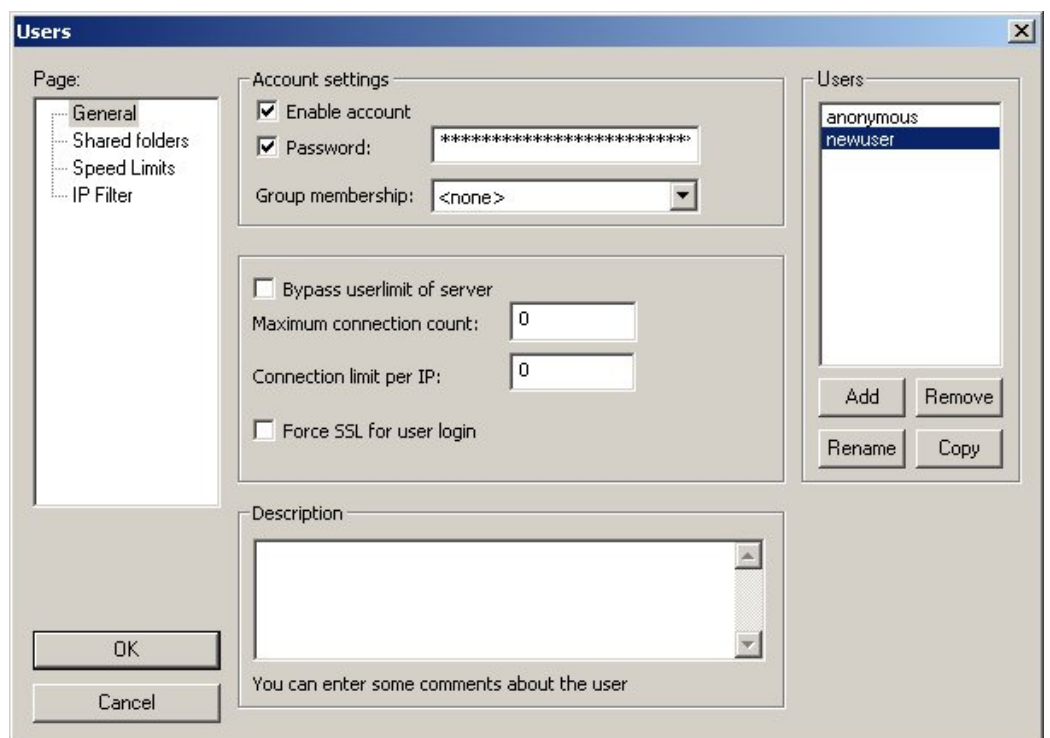 Users
Page:
General
Shared folders
Speed Limits
IP Filter
OK
Cancel
Account settings
Enable account
Password: ************************
Group membership: <none>
Bypass userlimit of server
Maximum connection count: 0
Connection limit per IP: 0
Force SSL for user login
Description
You can enter some comments about the user
Users
anonymous
newuser
Add Remove
Rename Copy